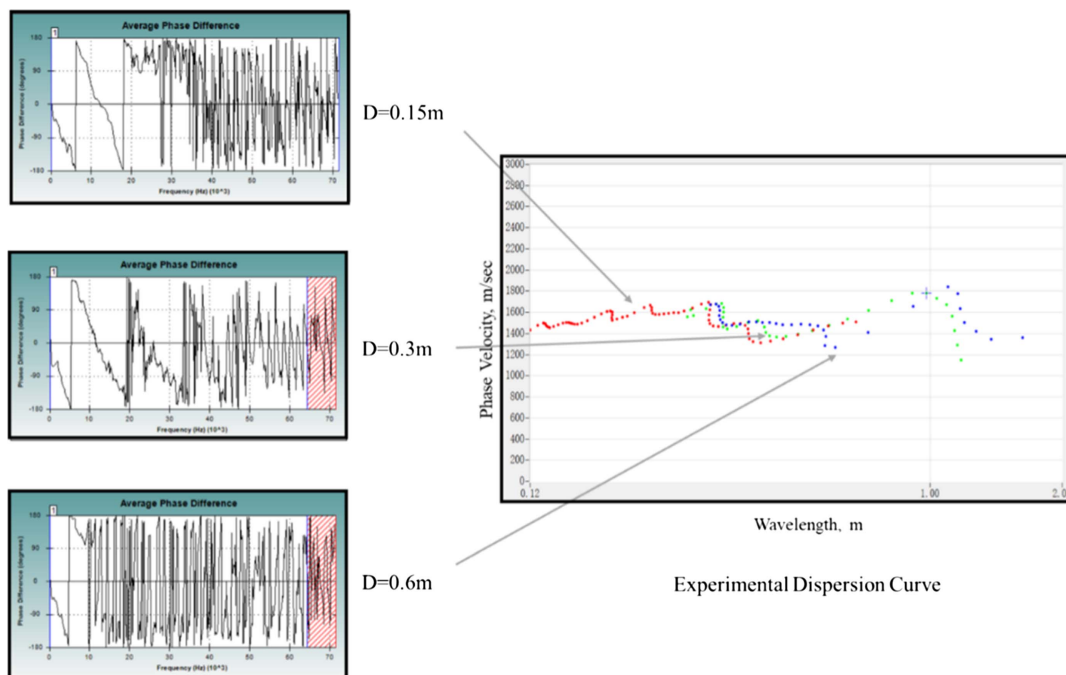 Average Phase Difference
1
Phase Difference (degrees)
180
90
0
-90
-180
0 10 20 30 40 50 60 70
Frequency (Hz) (10^3)
D=0.15m
Average Phase Difference
1
Phase Difference (degrees)
180
90
0
-90
-180
0 10 20 30 40 50 60 70
Frequency (Hz) (10^3)
D=0.3m
Average Phase Difference
1
Phase Difference (degrees)
180
90
0
-90
-180
0 10 20 30 40 50 60 70
Frequency (Hz) (10^3)
D=0.6m
Phase Velocity, m/sec
3000
2800
2600
2400
2200
2000
1800
1600
1400
1200
1000
800
600
400
200
0
0.12 1.00 2.0
Wavelength, m
Experimental Dispersion Curve